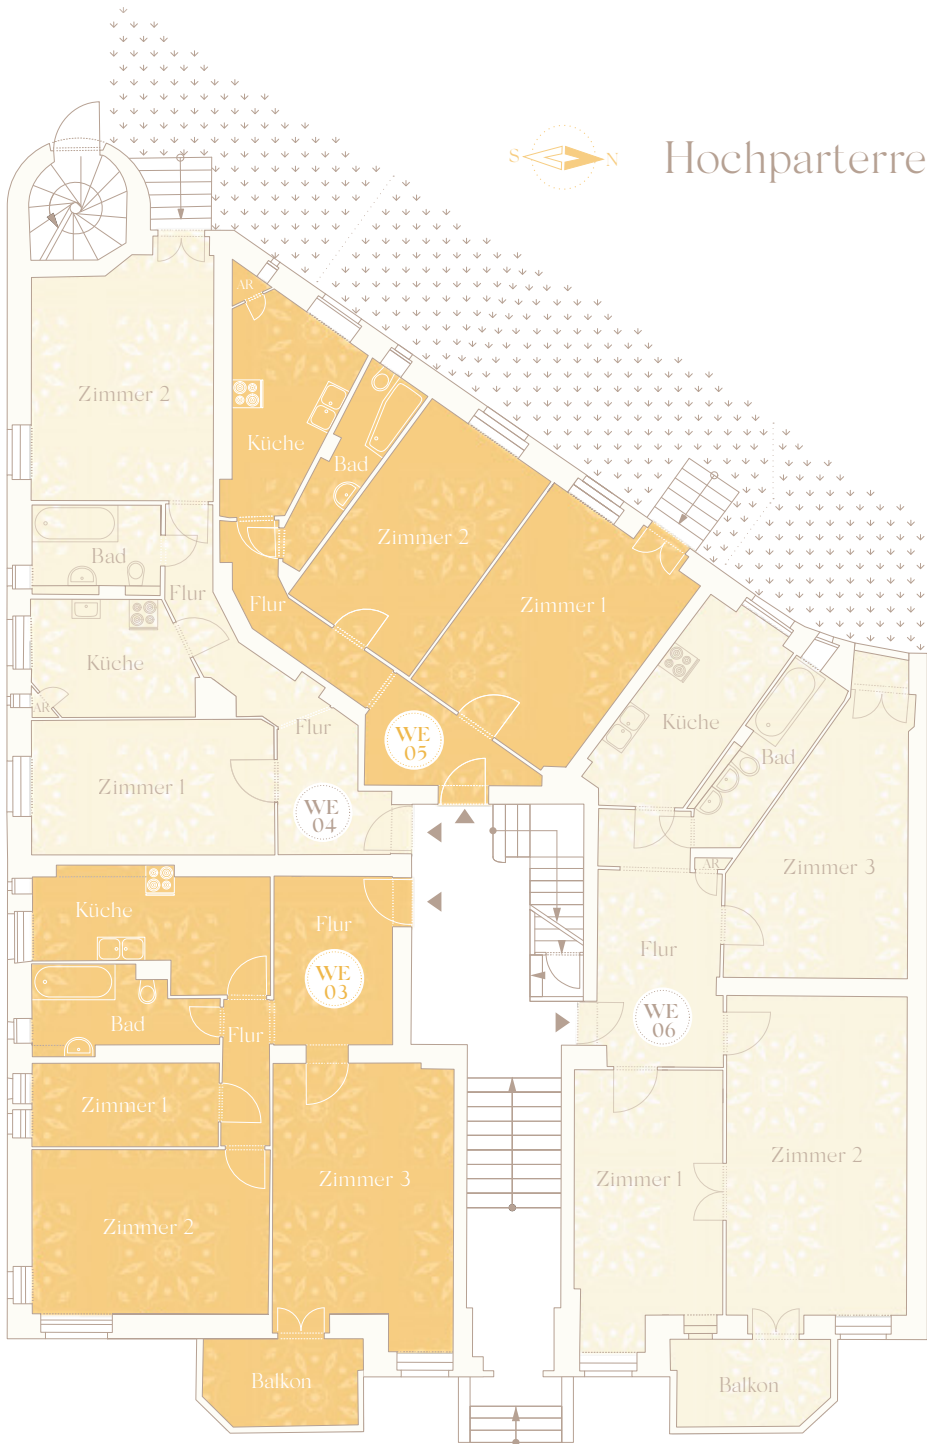 S N
Hochparterre
AR
Zimmer 2
Küche
Bad
Zimmer 2
Bad
Flur
Flur
Zimmer 1
Küche
AR
Flur
Küche
WE
05
Bad
Zimmer 1
WE
04
Zimmer 3
AR
Küche
Flur
Flur
WE
03
WE
06
Bad
Flur
Zimmer 1
Zimmer 2
Zimmer 3
Zimmer 1
Zimmer 2
Balkon
Balkon